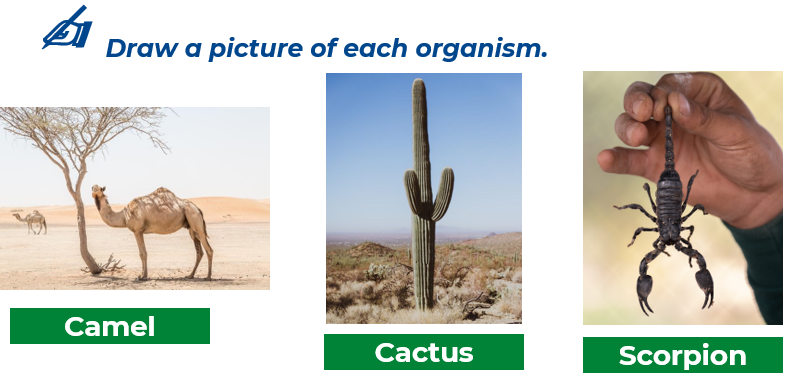 Draw a picture of each organism.
Camel
Cactus
Scorpion